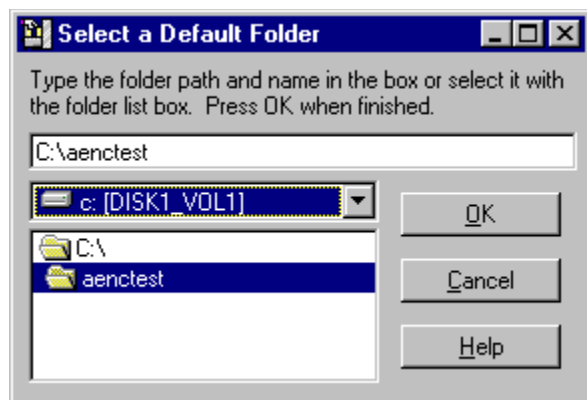 Select a Default Folder
Type the folder path and name in the box or select it with
the folder list box.  Press OK when finished.
C:\aenctest
c: [DISK1_VOL1]
OK
C:\
aenctest
Cancel
Help